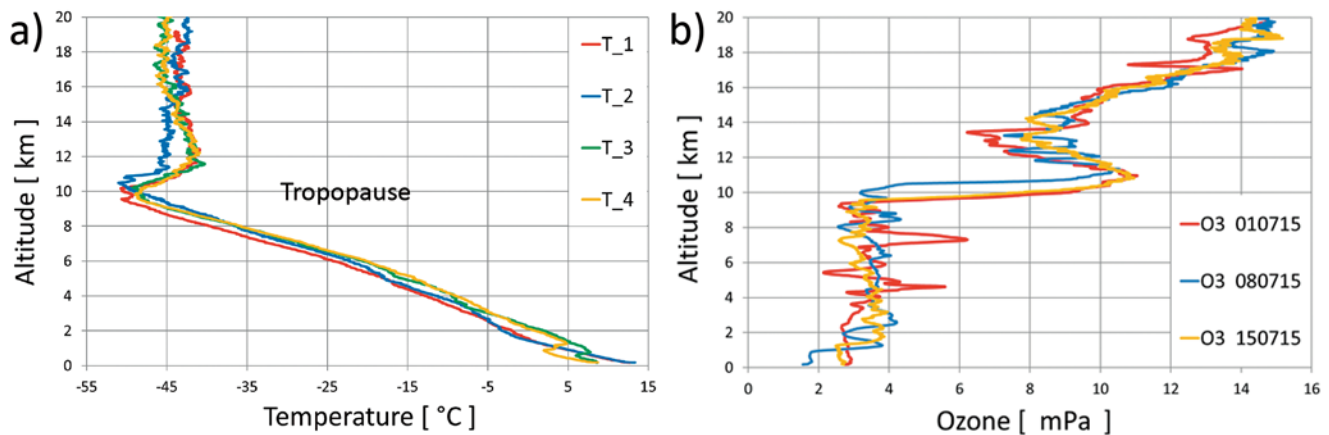 a)
Altitude [ km ]
20
18
16
14
12
10
8
6
4
2
0
Tropopause
T_1
T_2
T_3
T_4
-55 -45 -35 -25 -15 -5 5 15
Temperature [ °C ]
b)
Altitude [ km ]
20
18
16
14
12
10
8
6
4
2
0
O3 010715
O3 080715
O3 150715
0 2 4 6 8 10 12 14 16
Ozone [ mPa ]